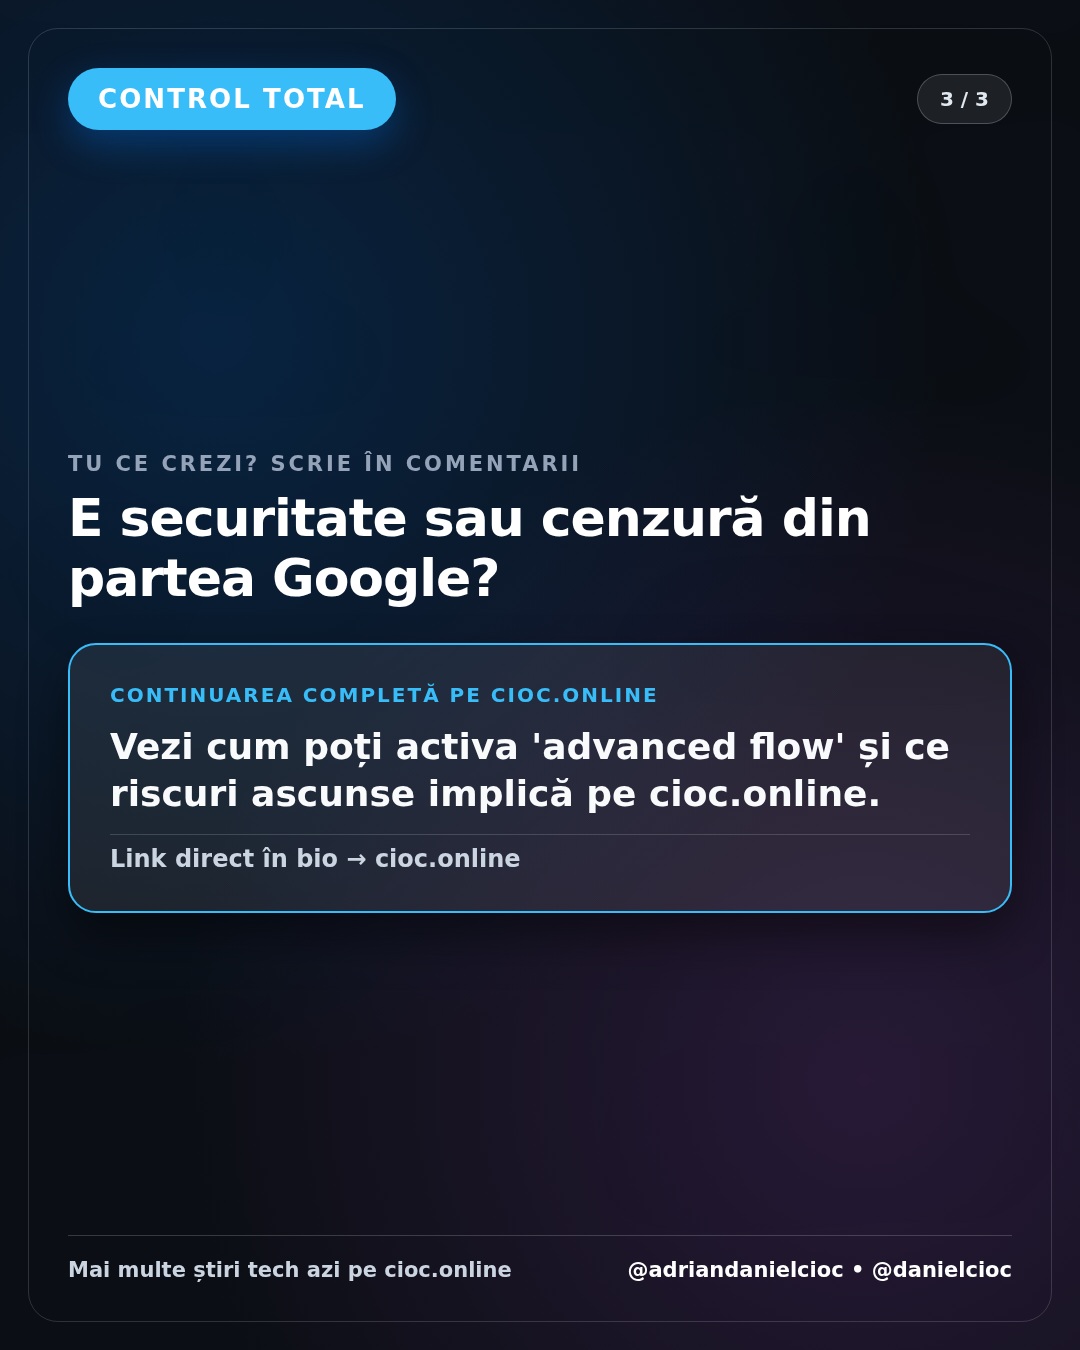 CONTROL TOTAL
3 / 3
TU CE CREZI? SCRIE ÎN COMENTARII
E securitate sau cenzură din
partea Google?
CONTINUAREA COMPLETĂ PE CIOC.ONLINE
Vezi cum poți activa 'advanced flow' și ce
riscuri ascunse implică pe cioc.online.
Link direct în bio → cioc.online
Mai multe știri tech azi pe cioc.online
@adriandanielcioc • @danielcioc